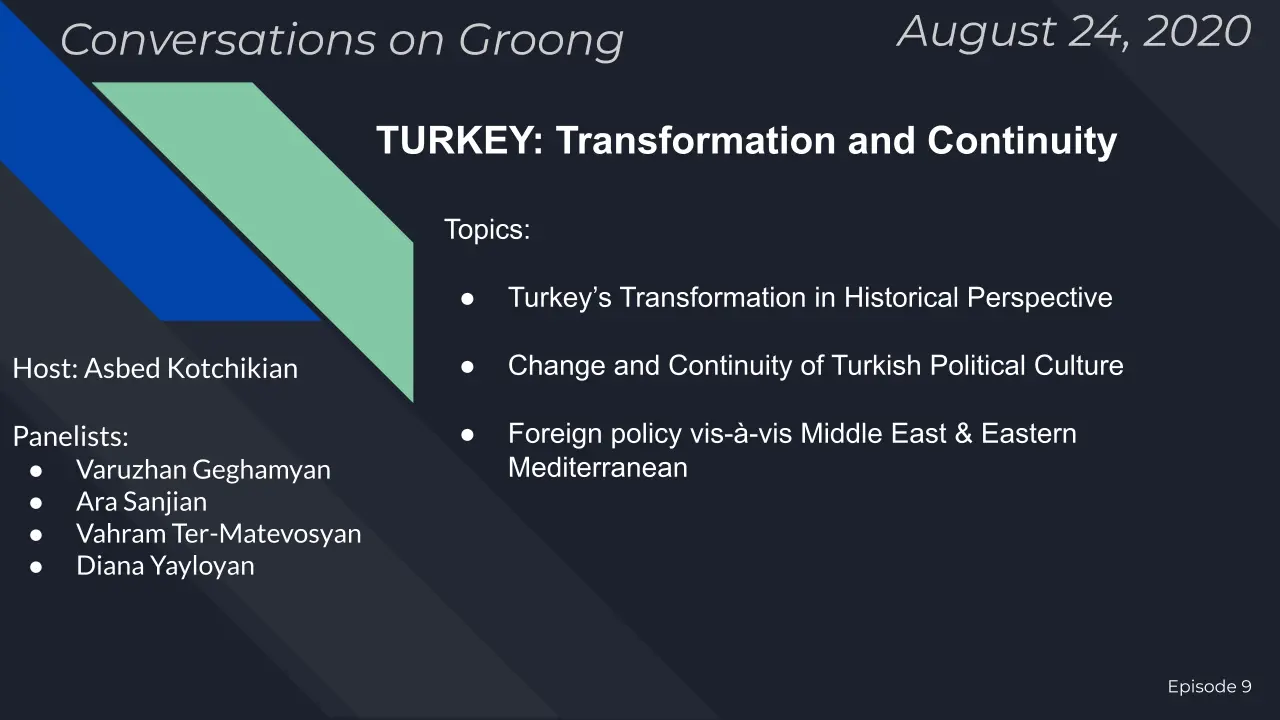 Conversations on Groong
August 24, 2020
TURKEY: Transformation and Continuity
Topics:
● Turkey’s Transformation in Historical Perspective
● Change and Continuity of Turkish Political Culture
● Foreign policy vis-à-vis Middle East & Eastern
Mediterranean
Host: Asbed Kotchikian
Panelists:
● Varuzhan Geghamyan
● Ara Sanjian
● Vahram Ter-Matevosyan
● Diana Yayloyan
Episode 9